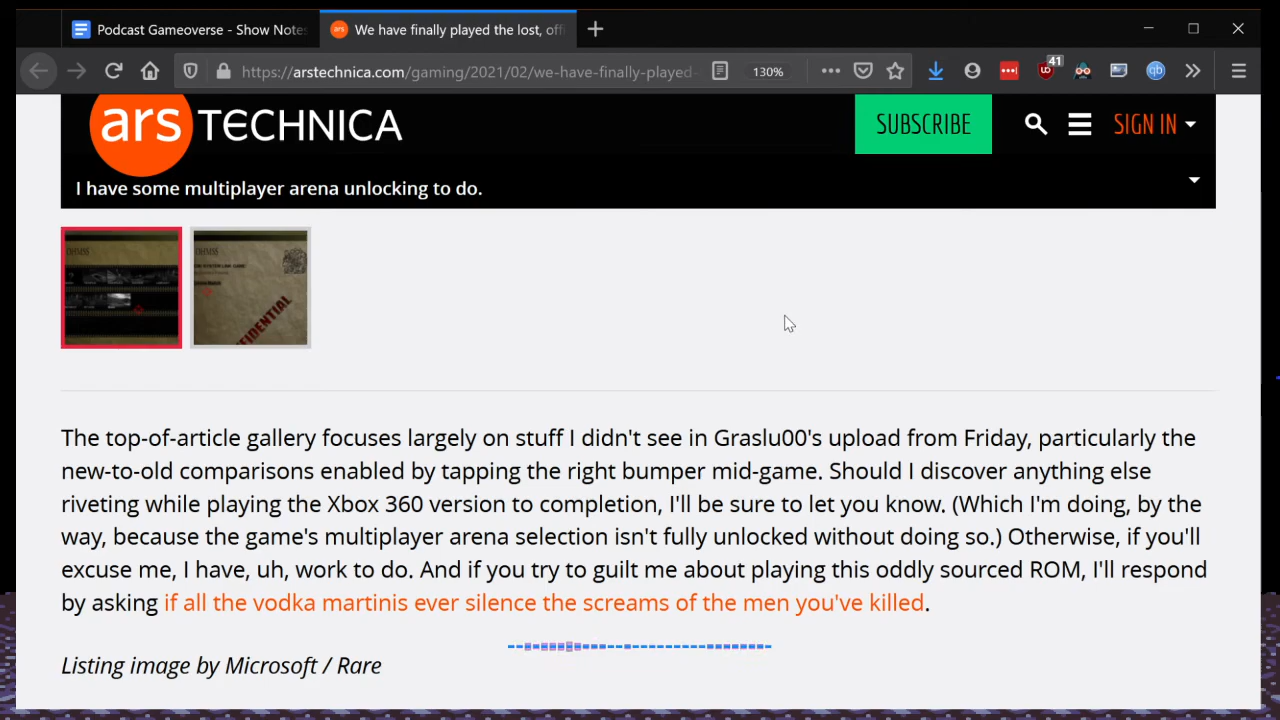 Podcast Gameoverse - Show Notes
We have finally played the lost, offi
https://arstechnica.com/gaming/2021/02/we-have-finally-played-
130%
41
qb
ars TECHNICA
SUBSCRIBE
SIGN IN
I have some multiplayer arena unlocking to do.
OHMSS
OHMSS
The top-of-article gallery focuses largely on stuff I didn't see in Graslu00's upload from Friday, particularly the
new-to-old comparisons enabled by tapping the right bumper mid-game. Should I discover anything else
riveting while playing the Xbox 360 version to completion, I'll be sure to let you know. (Which I'm doing, by the
way, because the game's multiplayer arena selection isn't fully unlocked without doing so.) Otherwise, if you'll
excuse me, I have, uh, work to do. And if you try to guilt me about playing this oddly sourced ROM, I'll respond
by asking if all the vodka martinis ever silence the screams of the men you've killed.
Listing image by Microsoft / Rare